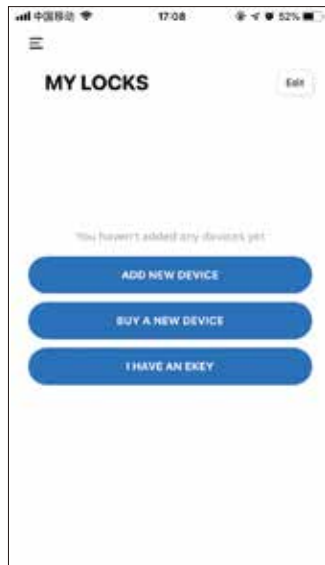 中国移动 17:08 52%
MY LOCKS Edit
You haven't added any devices yet
ADD NEW DEVICE
BUY A NEW DEVICE
I HAVE AN EKEY